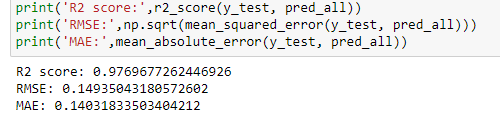 print('R2 score:',r2_score(y_test, pred_all))
print('RMSE:',np.sqrt(mean_squared_error(y_test, pred_all)))
print('MAE:',mean_absolute_error(y_test, pred_all))
R2 score: 0.9769677262446926
RMSE: 0.14935043180572602
MAE: 0.14031833503404212